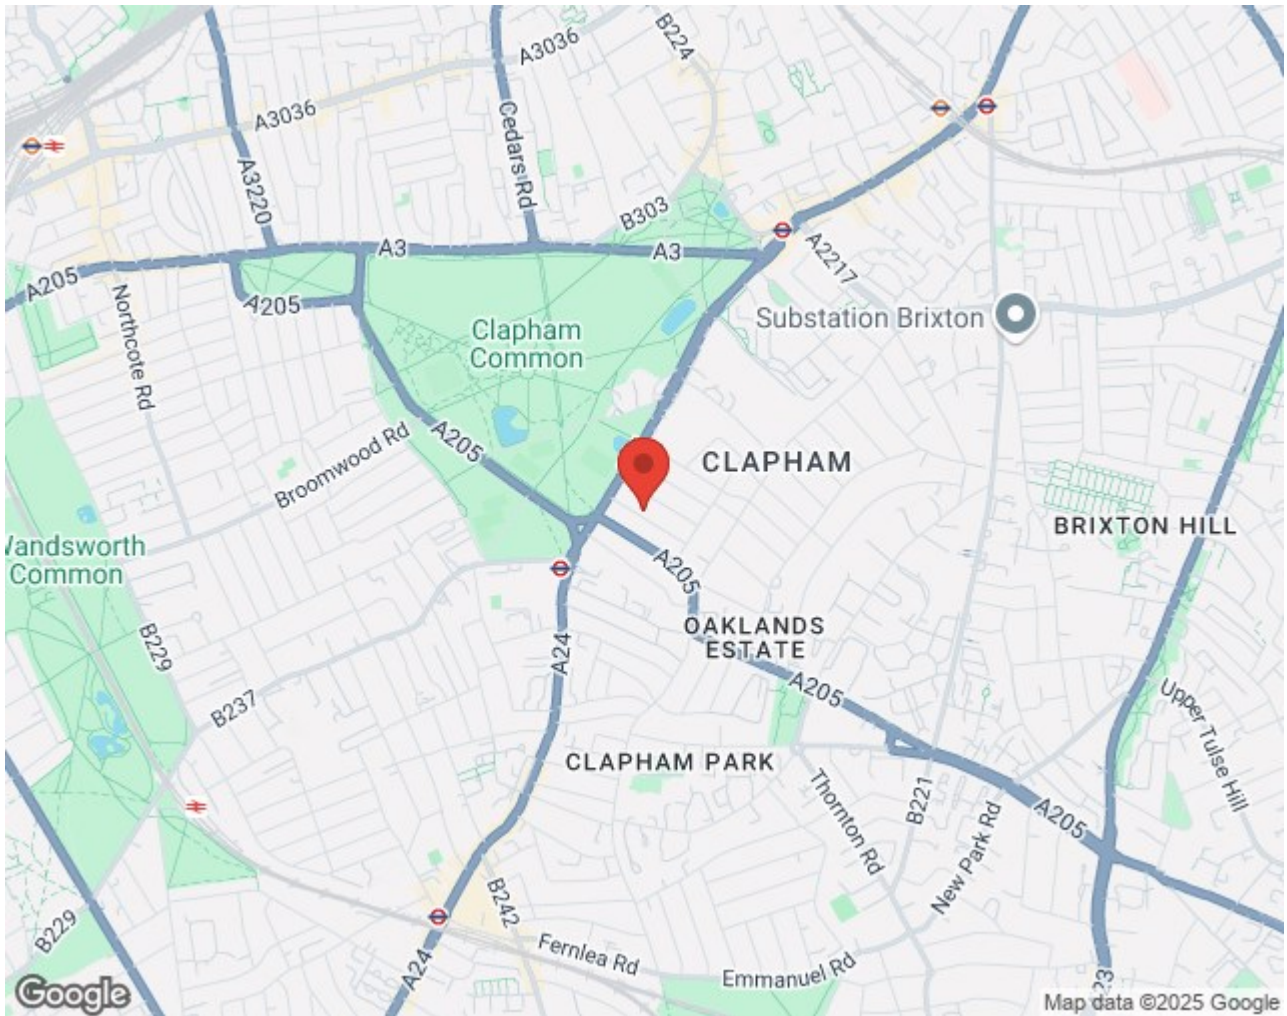 A3036
B224
A3036
Cedars Rd
A3220
B303
A3
A3
A2217
A205
A205
Northcote Rd
Substation Brixton
Clapham
Common
A205
Broomwood Rd
CLAPHAM
BRIXTON HILL
Wandsworth
Common
A205
OAKLANDS
ESTATE
A24
B229
B237
A205
Upper Tulse Hill
CLAPHAM PARK
Thornton Rd
B221
New Park Rd
A205
B242
B229
Fernlea Rd
Emmanuel Rd
A24
23
Google
Map data ©2025 Google